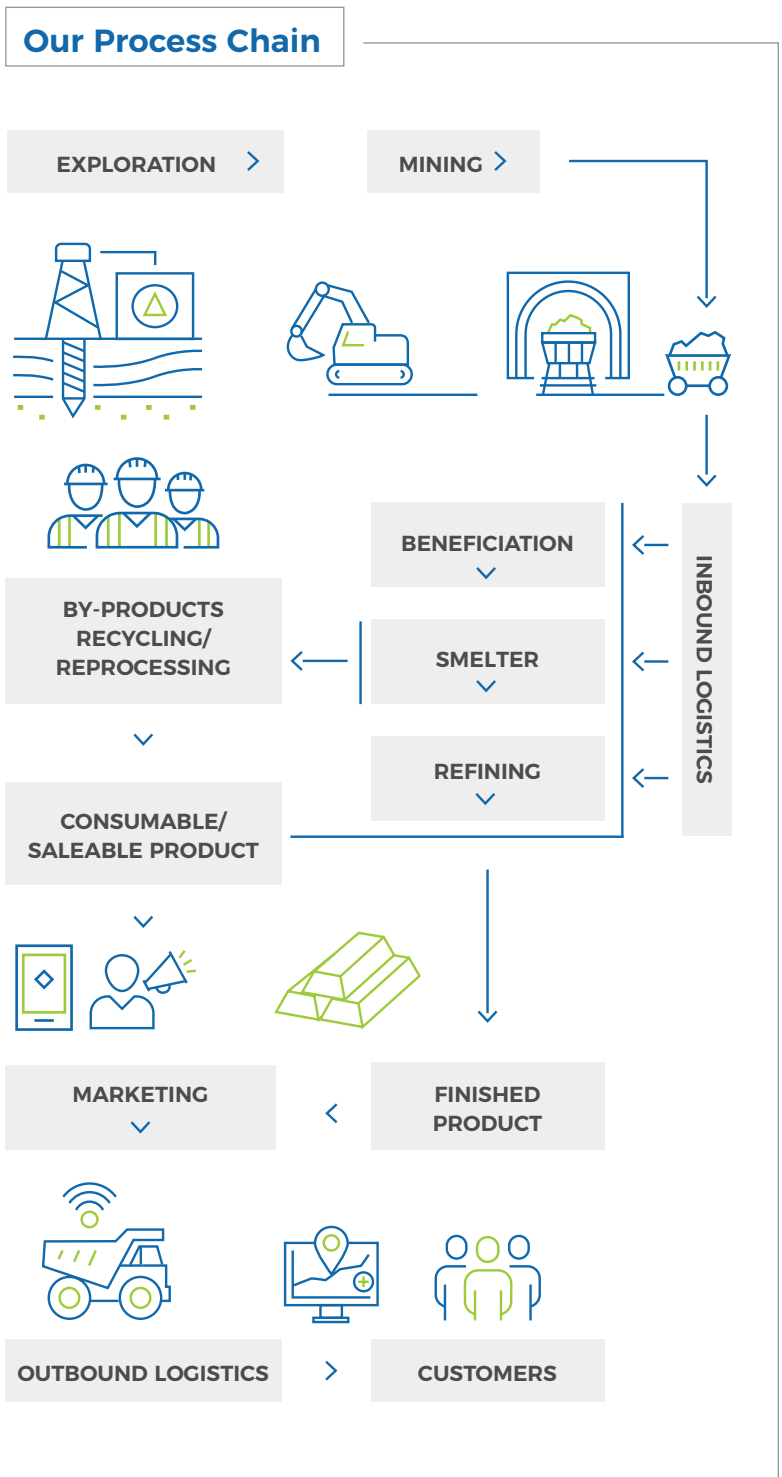 Our Process Chain
EXPLORATION
MINING
BENEFICIATION
INBOUND LOGISTICS
BY-PRODUCTS
RECYCLING/
REPROCESSING
SMELTER
REFINING
CONSUMABLE/
SALEABLE PRODUCT
MARKETING
FINISHED
PRODUCT
OUTBOUND LOGISTICS
CUSTOMERS